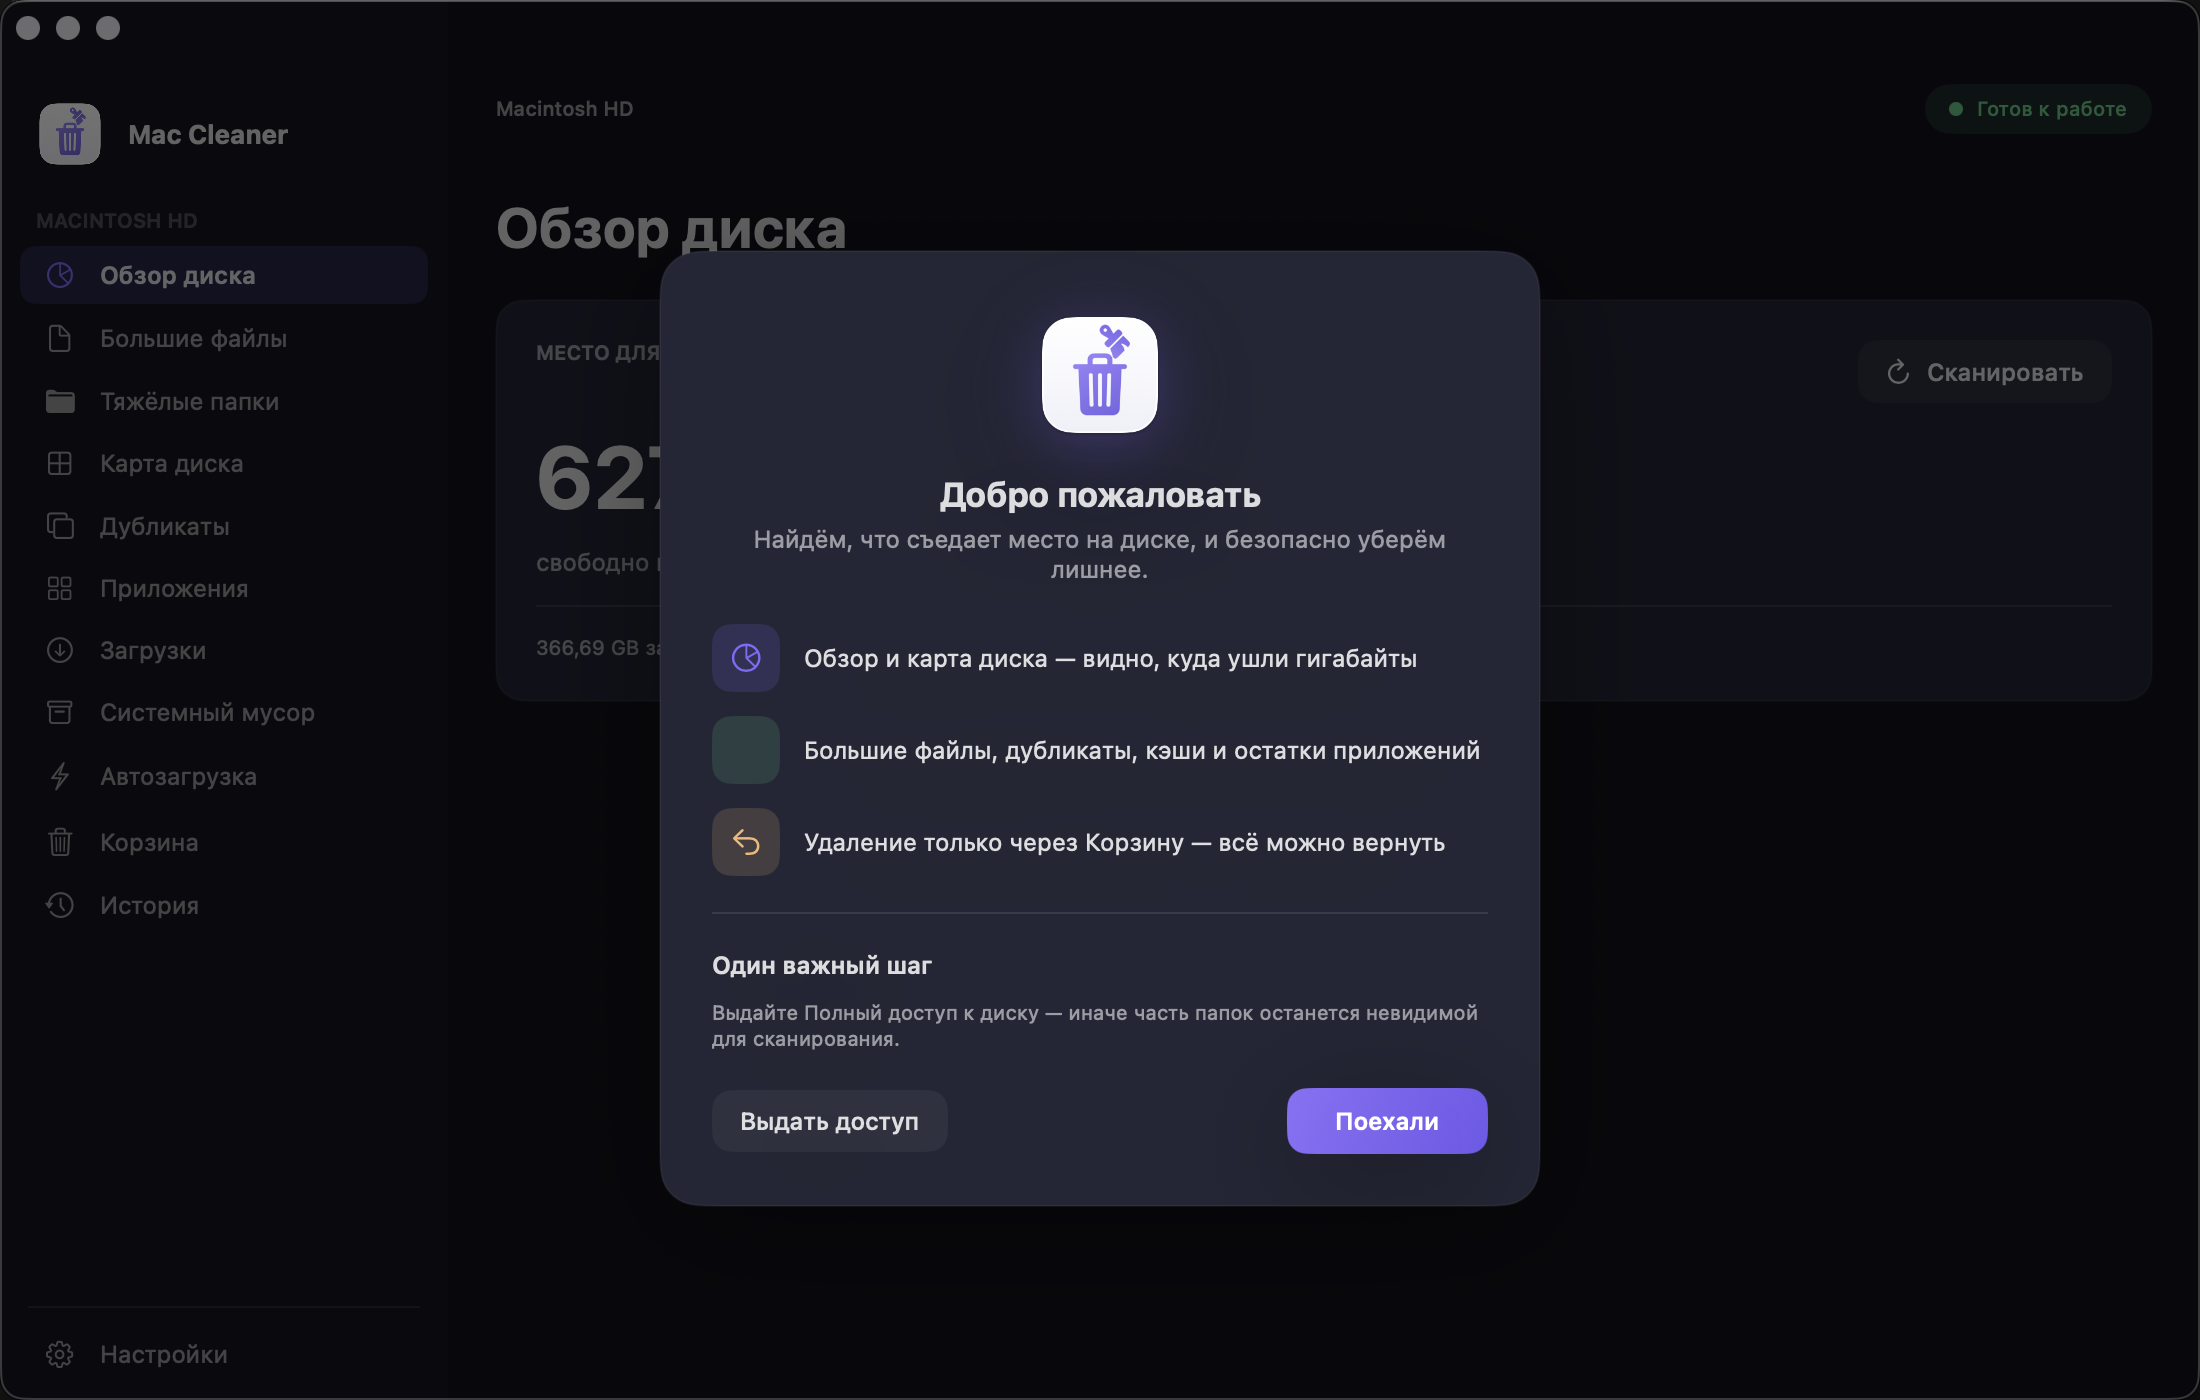 Mac Cleaner
MACINTOSH HD
Обзор диска
Большие файлы
Тяжёлые папки
Карта диска
Дубликаты
Приложения
Загрузки
Системный мусор
Автозагрузка
Корзина
История
Настройки
Macintosh HD
Готов к работе
Обзор диска
МЕСТО ДЛЯ
Сканировать
627
свободно
366,69 GB
Добро пожаловать
Найдём, что съедает место на диске, и безопасно уберём
лишнее.
Обзор и карта диска — видно, куда ушли гигабайты
Большие файлы, дубликаты, кэши и остатки приложений
Удаление только через Корзину — всё можно вернуть
Один важный шаг
Выдайте Полный доступ к диску — иначе часть папок останется невидимой
для сканирования.
Выдать доступ
Поехали